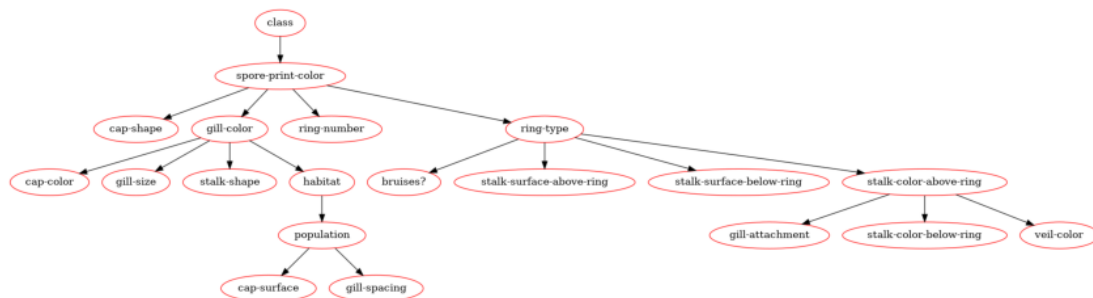 class
spore-print-color
cap-shape
gill-color
ring-number
ring-type
cap-color
gill-size
stalk-shape
habitat
bruises?
stalk-surface-above-ring
stalk-surface-below-ring
stalk-color-above-ring
population
gill-attachment
stalk-color-below-ring
veil-color
cap-surface
gill-spacing